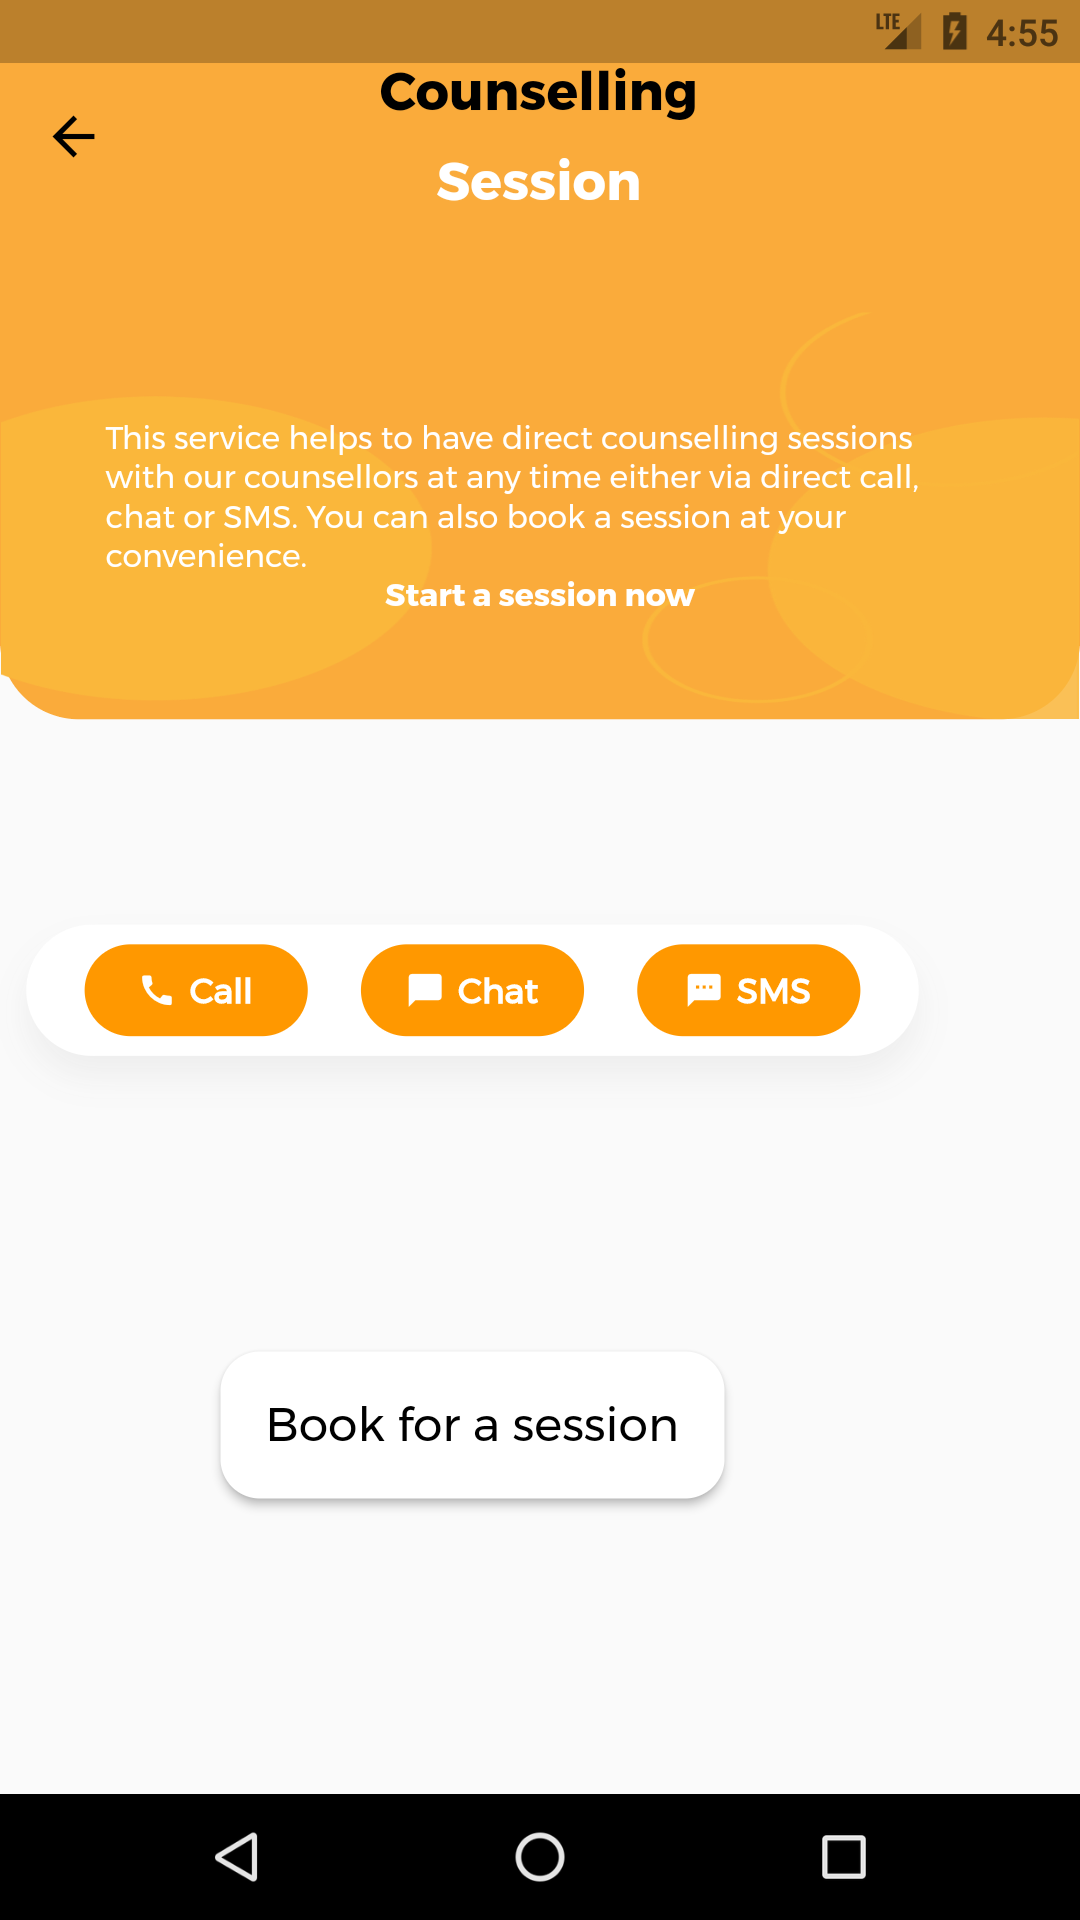 LTE 4:55
Counselling
Session
This service helps to have direct counselling sessions
with our counsellors at any time either via direct call,
chat or SMS. You can also book a session at your
convenience.
Start a session now
Call Chat SMS
Book for a session